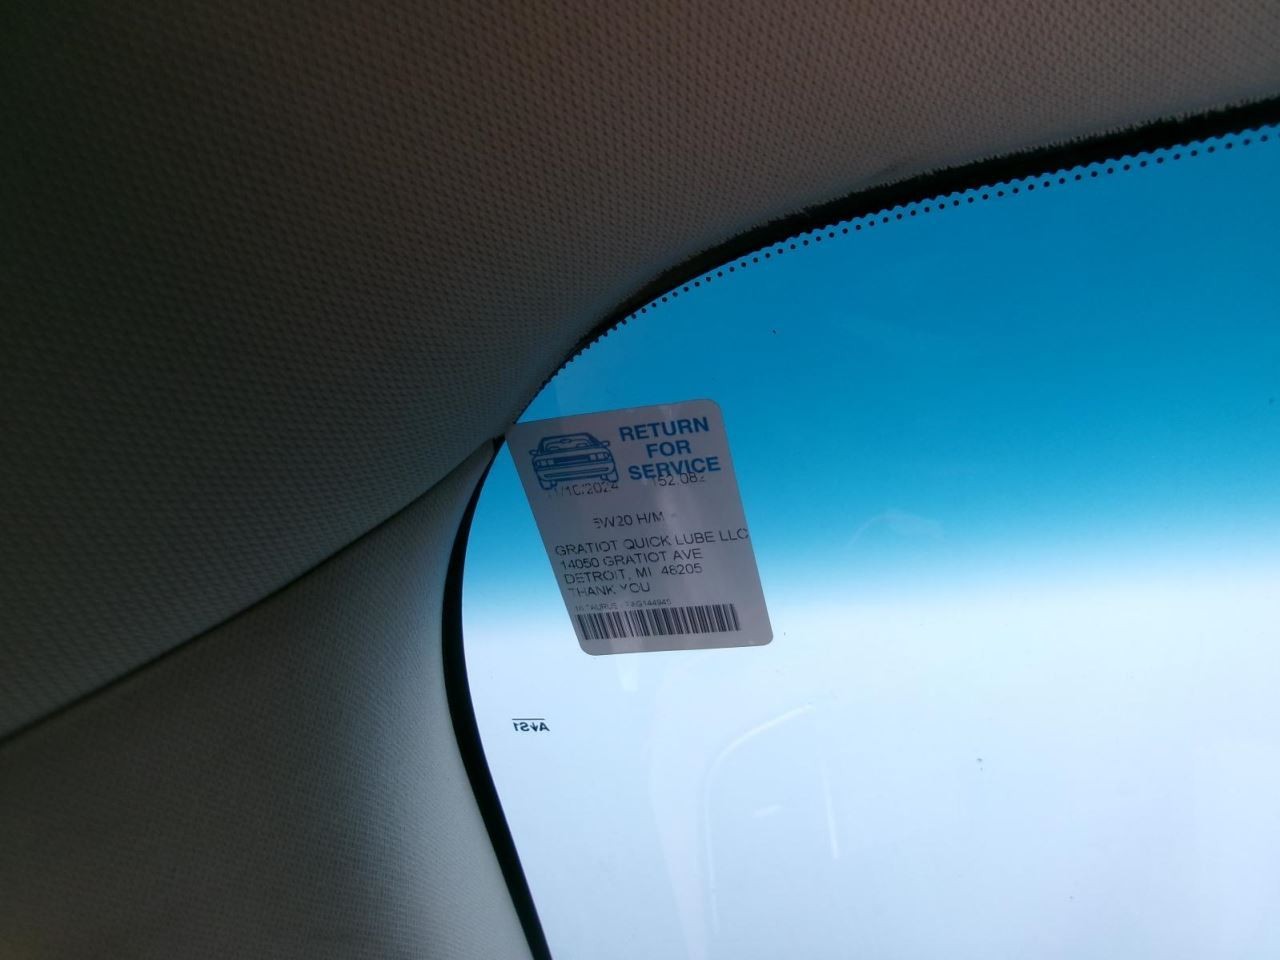 RETURN
FOR
SERVICE
11/10/2024 152,082
5W20 H/M
GRATIOT QUICK LUBE LLC
14050 GRATIOT AVE
DETROIT, MI 48205
THANK YOU
TAURUS
AS1